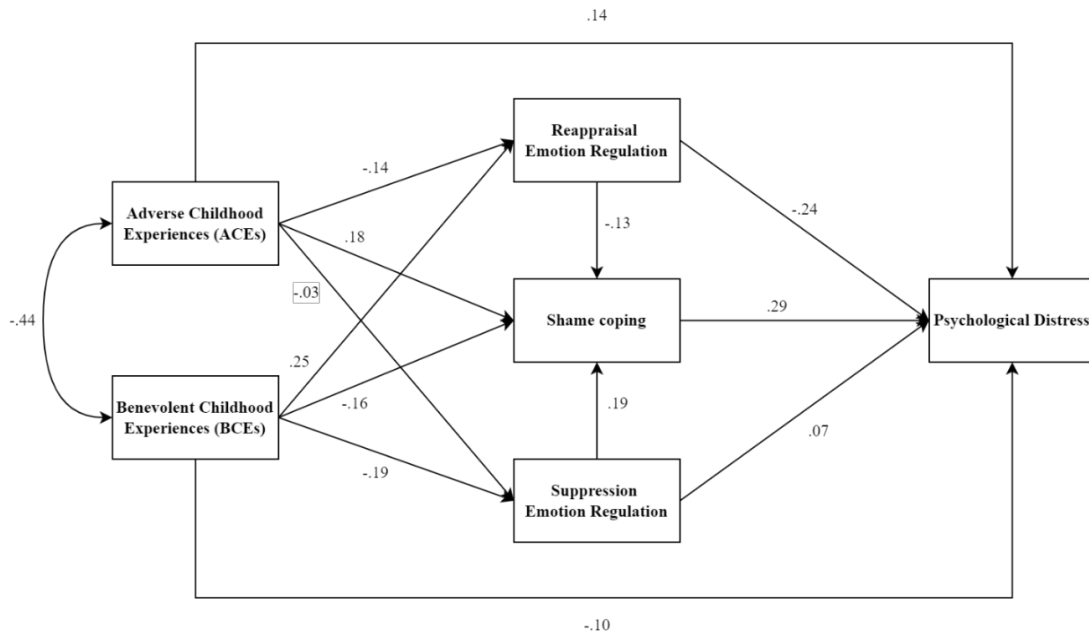 .14
Reappraisal
Emotion Regulation
-.14
Adverse Childhood
Experiences (ACEs)
-.24
-.13
.18
-.03
-.44
Shame coping
.29
Psychological Distress
.25
Benevolent Childhood
Experiences (BCEs)
-.16
.19
.07
-.19
Suppression
Emotion Regulation
-.10